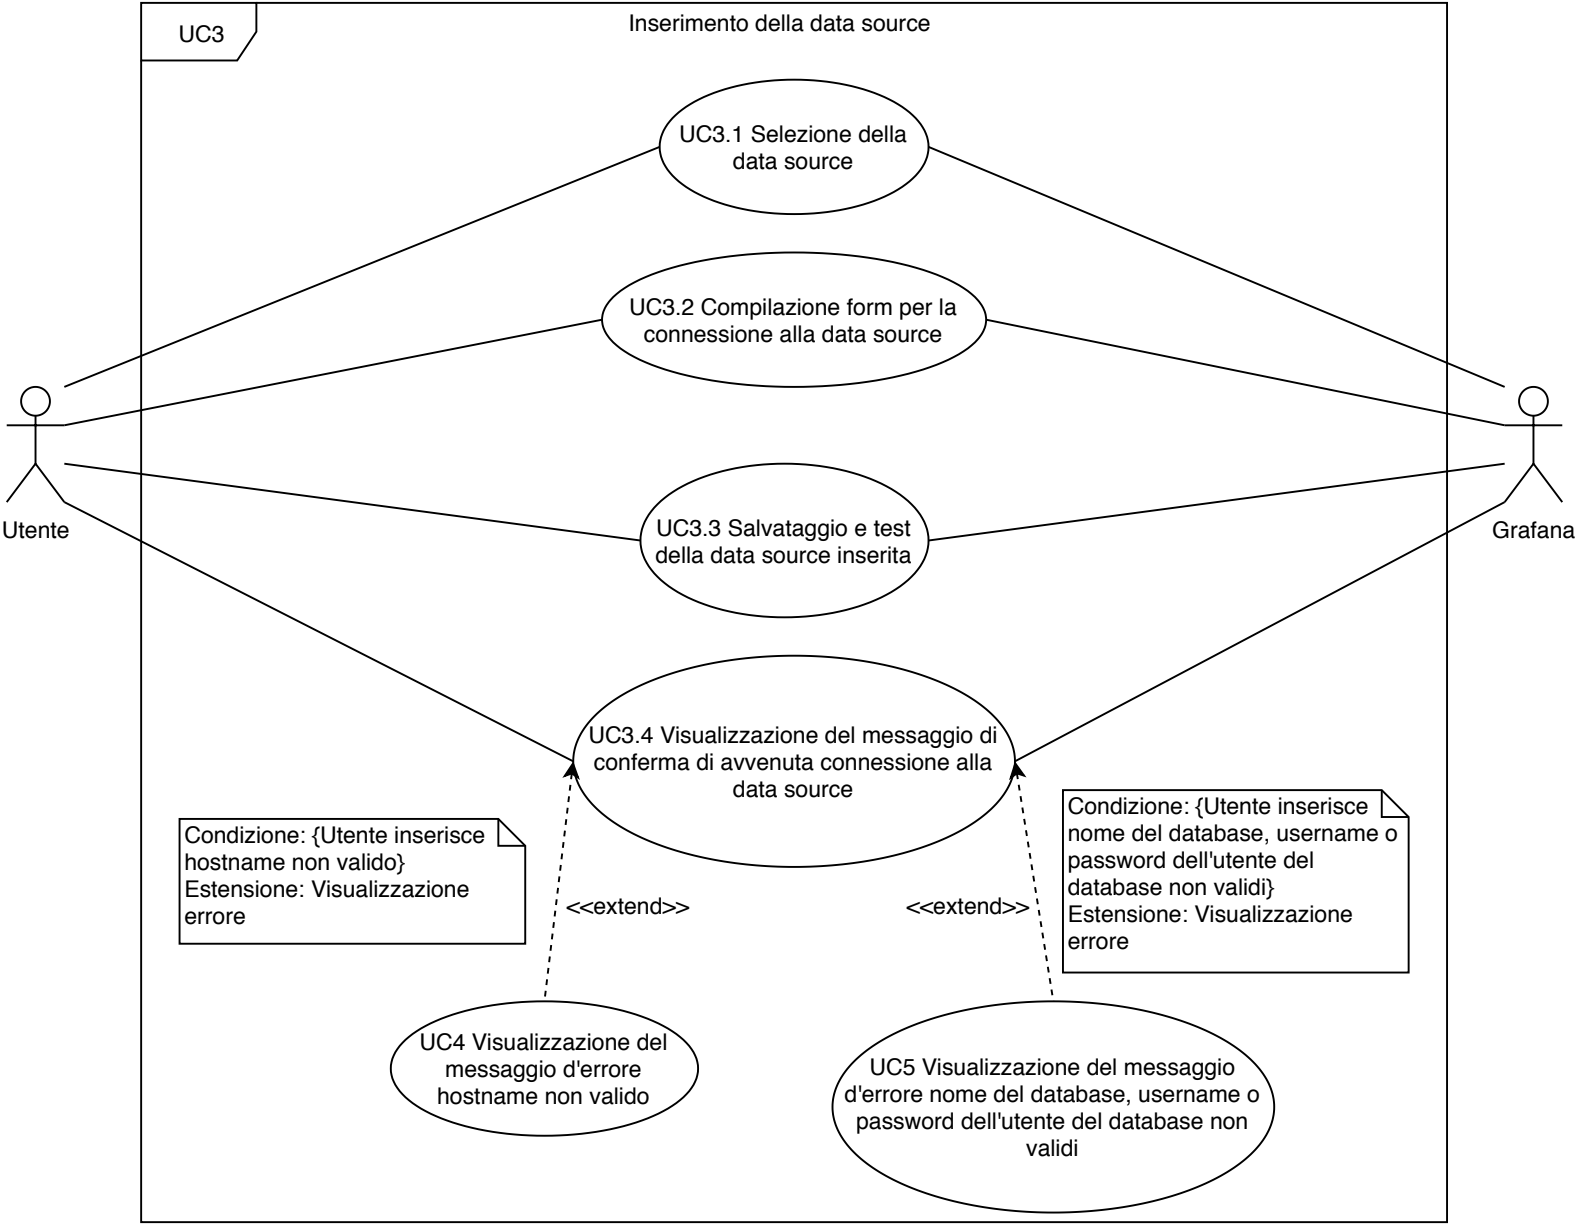 UC3
Inserimento della data source
UC3.1 Selezione della
data source
UC3.2 Compilazione form per la
connessione alla data source
Utente
Grafana
UC3.3 Salvataggio e test
della data source inserita
UC3.4 Visualizzazione del messaggio di
conferma di avvenuta connessione alla
data source
Condizione: {Utente inserisce
hostname non valido}
Estensione: Visualizzazione
errore
<<extend>>
<<extend>>
Condizione: {Utente inserisce
nome del database, username o
password dell'utente del
database non validi}
Estensione: Visualizzazione
errore
UC4 Visualizzazione del
messaggio d'errore
hostname non valido
UC5 Visualizzazione del messaggio
d'errore nome del database, username o
password dell'utente del database non
validi